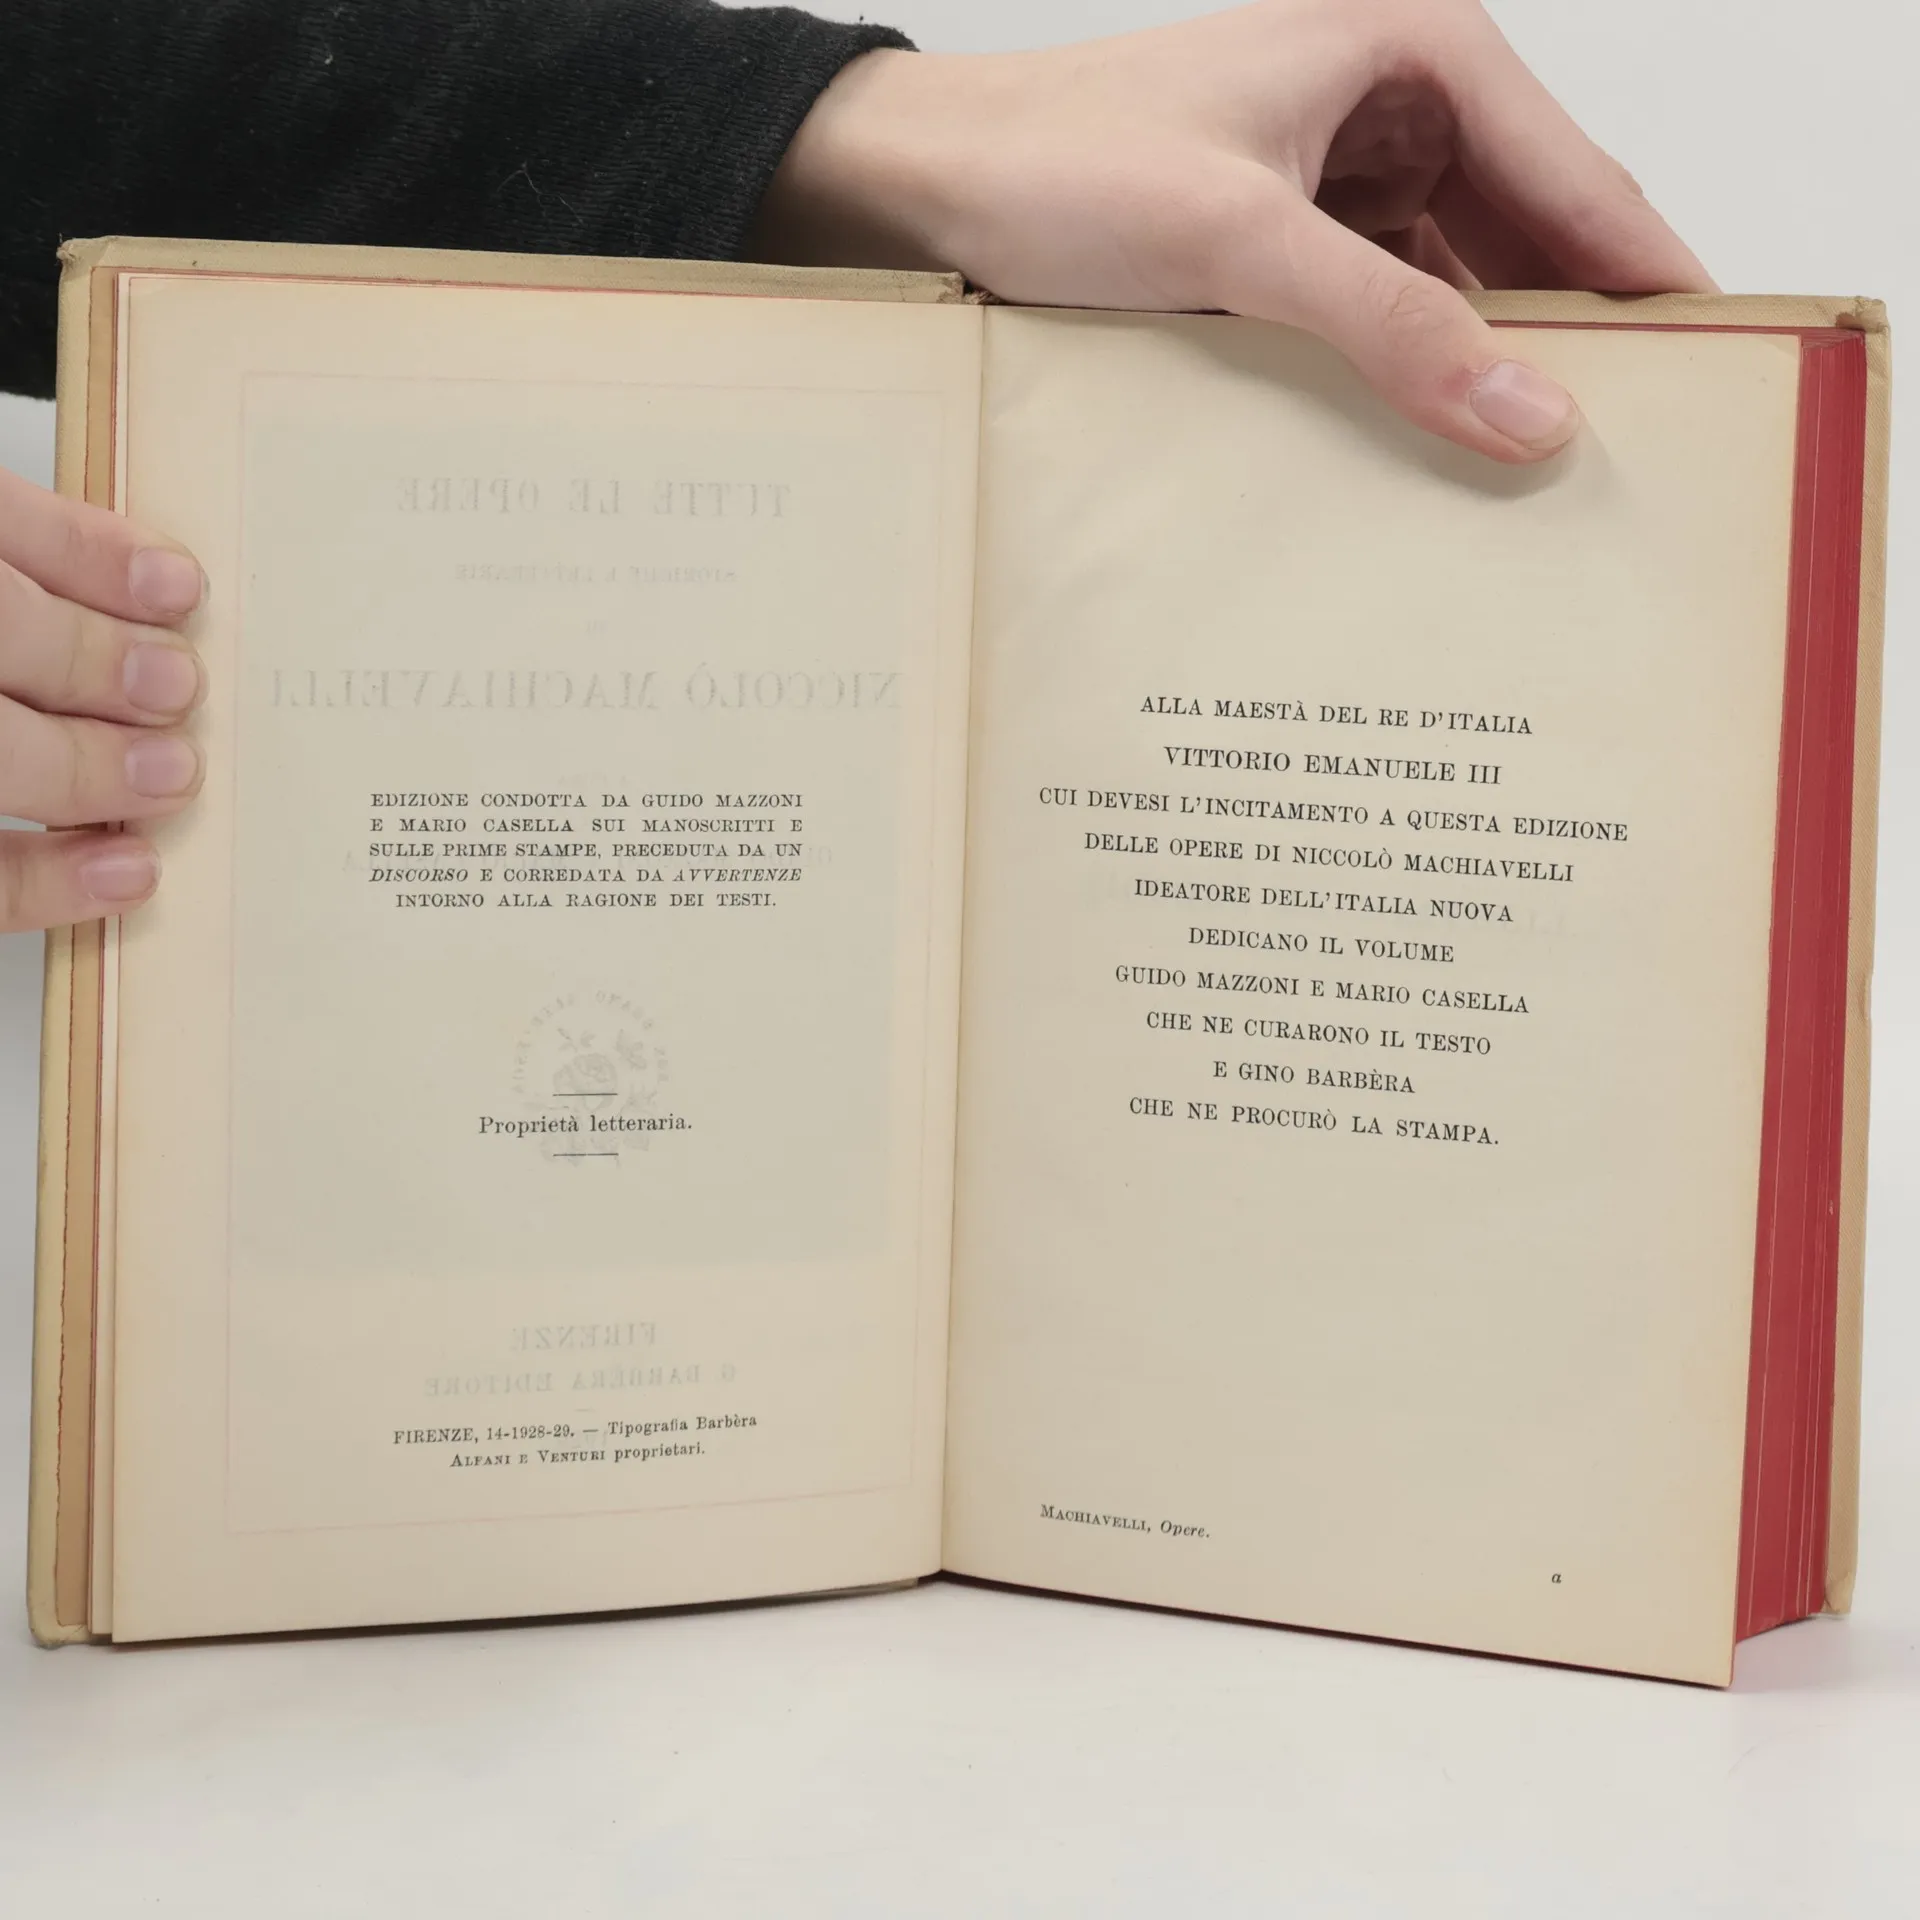 EDIZIONE CONDOTTA DA GUIDO MAZZONI
E MARIO CASELLA SUI MANOSCRITTI E
SULLE PRIME STAMPE, PRECEDUTA DA UN
DISCORSO E CORREDATA DA AVVERTENZE
INTORNO ALLA RAGIONE DEI TESTI.
Proprietà letteraria.
FIRENZE, 14-1928-29. — Tipografia Barbèra
ALFANI E VENTURI proprietari.
ALLA MAESTÀ DEL RE D'ITALIA
VITTORIO EMANUELE III
CUI DEVESI L'INCITAMENTO A QUESTA EDIZIONE
DELLE OPERE DI NICCOLÒ MACHIAVELLI
IDEATORE DELL'ITALIA NUOVA
DEDICANO IL VOLUME
GUIDO MAZZONI E MARIO CASELLA
CHE NE CURARONO IL TESTO
E GINO BARBÈRA
CHE NE PROCURÒ LA STAMPA.
MACHIAVELLI, Opere.
a